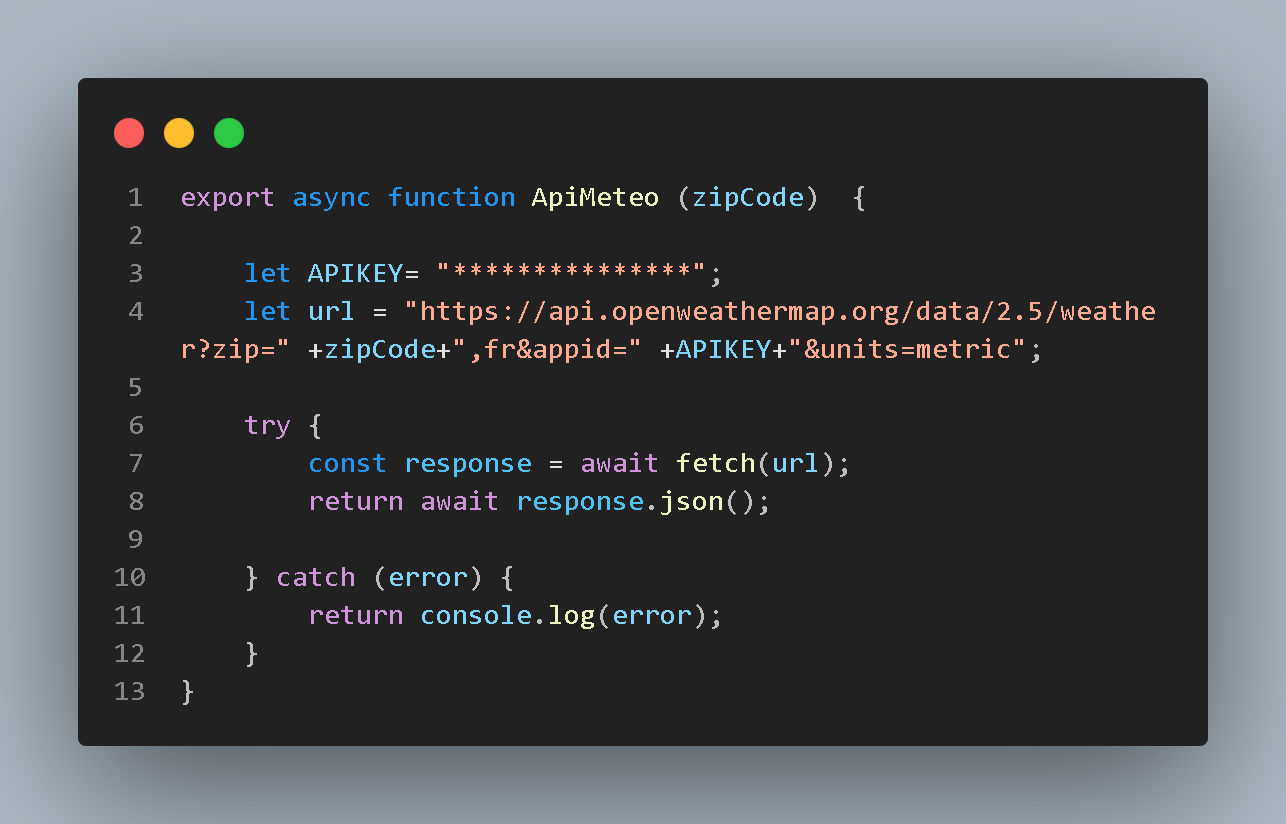 1 export async function ApiMeteo (zipCode)  {
2
3     let APIKEY= "***************";
4     let url = "https://api.openweathermap.org/data/2.5/weathe
r?zip=" +zipCode+",fr&appid=" +APIKEY+"&units=metric";
5
6     try {
7         const response = await fetch(url);
8         return await response.json();
9
10     } catch (error) {
11         return console.log(error);
12     }
13 }